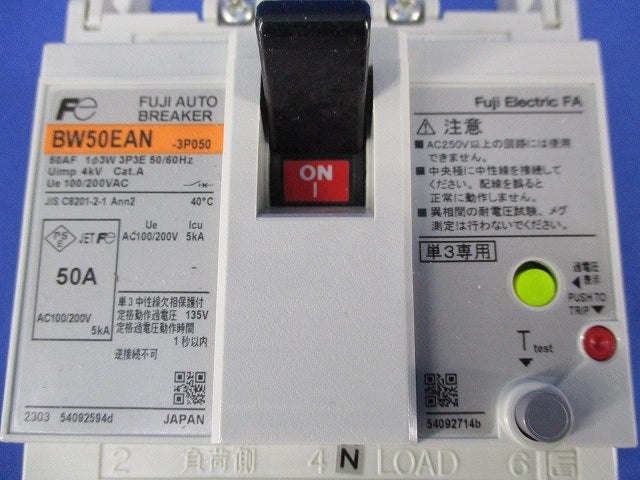 Fe FUJI AUTO
BREAKER
BW50EAN -3P050
50AF 1φ3W 3P3E 50/60Hz
Uimp 4kV Cat.A
Ue 100/200VAC
JIS C8201-2-1 Ann2 40℃
PS
E
JET Fe
Ue Icu
AC100/200V 5kA
50A
AC100/200V
5kA
単3中性線欠相保護付
定格動作過電圧 135V
定格過電圧動作時間
1秒以内
逆接続不可
2303 54092594d JAPAN
ON
I
Fuji Electric FA
注意
■AC250V以上の回路には使用
できません。
■中央極に中性線を接続して
ください。配線を誤ると
正常に動作しません。
■異相間の耐電圧試験、メグ
測定は行わないでください。
単3専用
過電圧
表示
PUSH TO
TRIP
T test
54092714b
2 負荷側 4 N LOAD 6